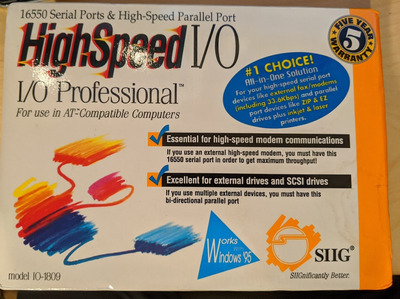 16550 Serial Ports & High-Speed Parallel Port
High Speed I/O
I/O Professional™
For use in AT-Compatible Computers
FIVE YEAR
5
WARRANTY
#1 CHOICE!
All-in-One Solution
For your high-speed serial port
devices like external fax/modems
(including 33.6Kbps) and parallel
port devices like ZIP & EZ
drives plus inkjet & laser
printers.
Essential for high-speed modem communications
If you use an external high-speed modem, you must have this
16550 serial port in order to get maximum throughput!
Excellent for external drives and SCSI drives
If you use multiple external devices, you must have this
bi-directional parallel port
Works
with
Windows 95
SIIG®
SIIGnificantly Better.
model IO-1809